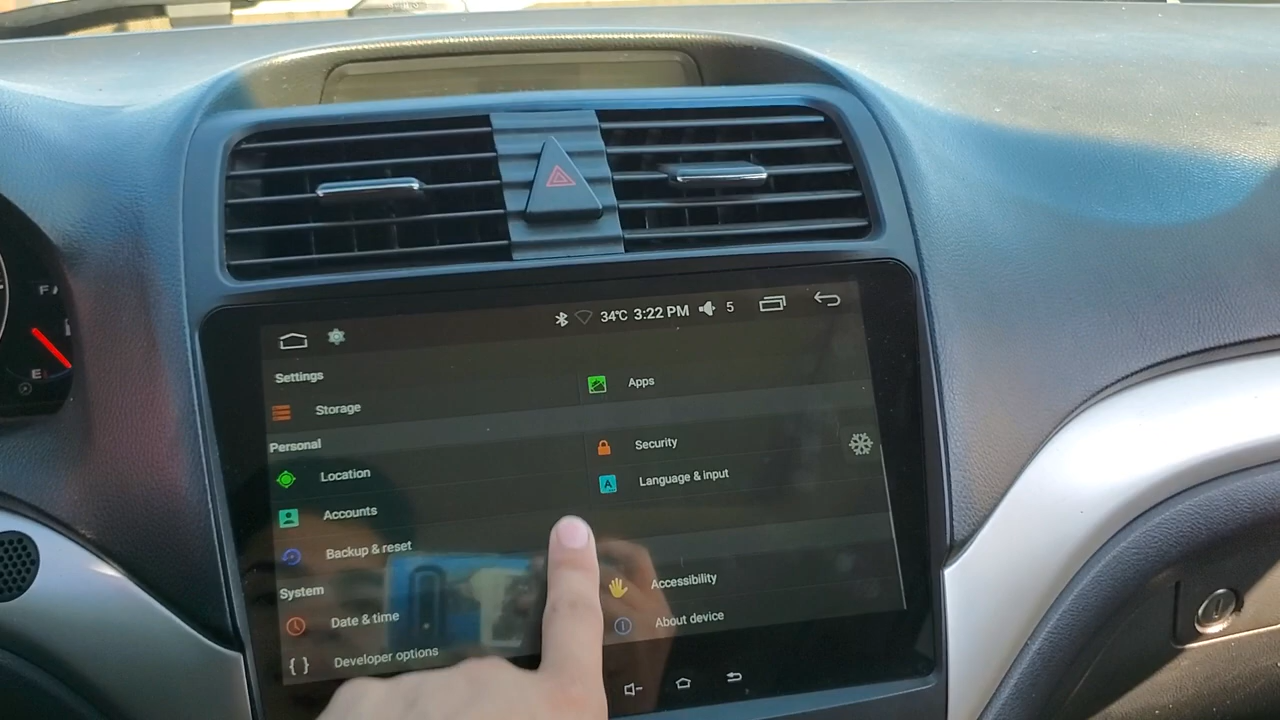 34°C 3:22 PM 5
Settings
Storage
Apps
Personal
Location
Security
Accounts
Language & input
Backup & reset
System
Accessibility
Date & time
About device
{ } Developer options
F
E